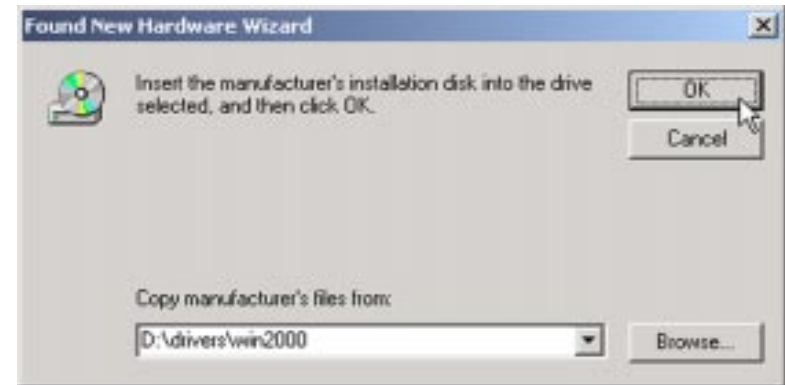 Found New Hardware Wizard
Insert the manufacturer's installation disk into the drive
selected, and then click OK.
OK
Cancel
Copy manufacturer's files from:
D:\drivers\win2000
Browse...